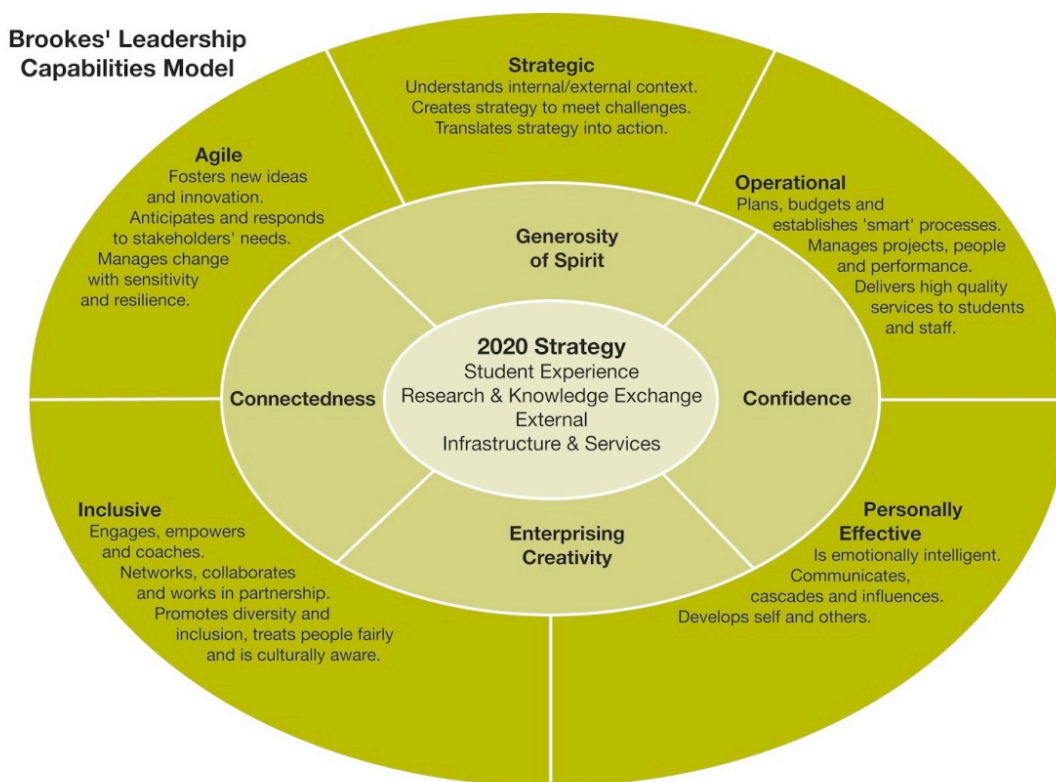 Brookes' Leadership
Capabilities Model
Strategic
Understands internal/external context.
Creates strategy to meet challenges.
Translates strategy into action.
Agile
Fosters new ideas
and innovation.
Anticipates and responds
to stakeholders' needs.
Manages change
with sensitivity
and resilience.
Operational
Plans, budgets and
establishes 'smart' processes.
Manages projects, people
and performance.
Delivers high quality
services to students
and staff.
Generosity
of Spirit
Connectedness
2020 Strategy
Student Experience
Research & Knowledge Exchange
External
Infrastructure & Services
Confidence
Enterprising
Creativity
Inclusive
Engages, empowers
and coaches.
Networks, collaborates
and works in partnership.
Promotes diversity and
inclusion, treats people fairly
and is culturally aware.
Personally
Effective
Is emotionally intelligent.
Communicates,
cascades and influences.
Develops self and others.